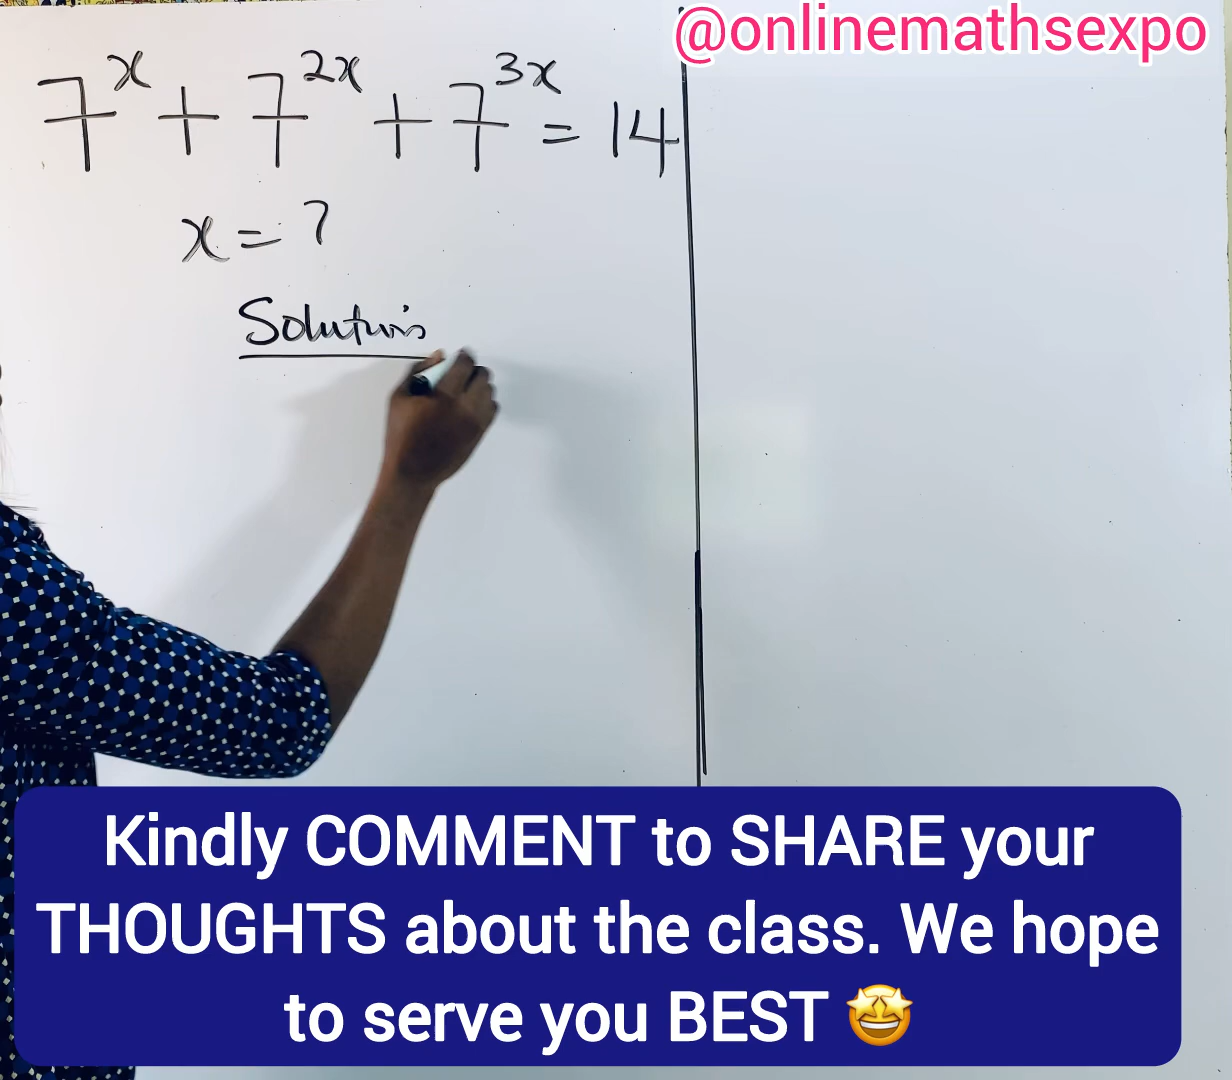 @onlinemathsexpo
7^x + 7^{2x} + 7^{3x} = 14
x = ?
Solution's
Kindly COMMENT to SHARE your
THOUGHTS about the class. We hope
to serve you BEST 🤩